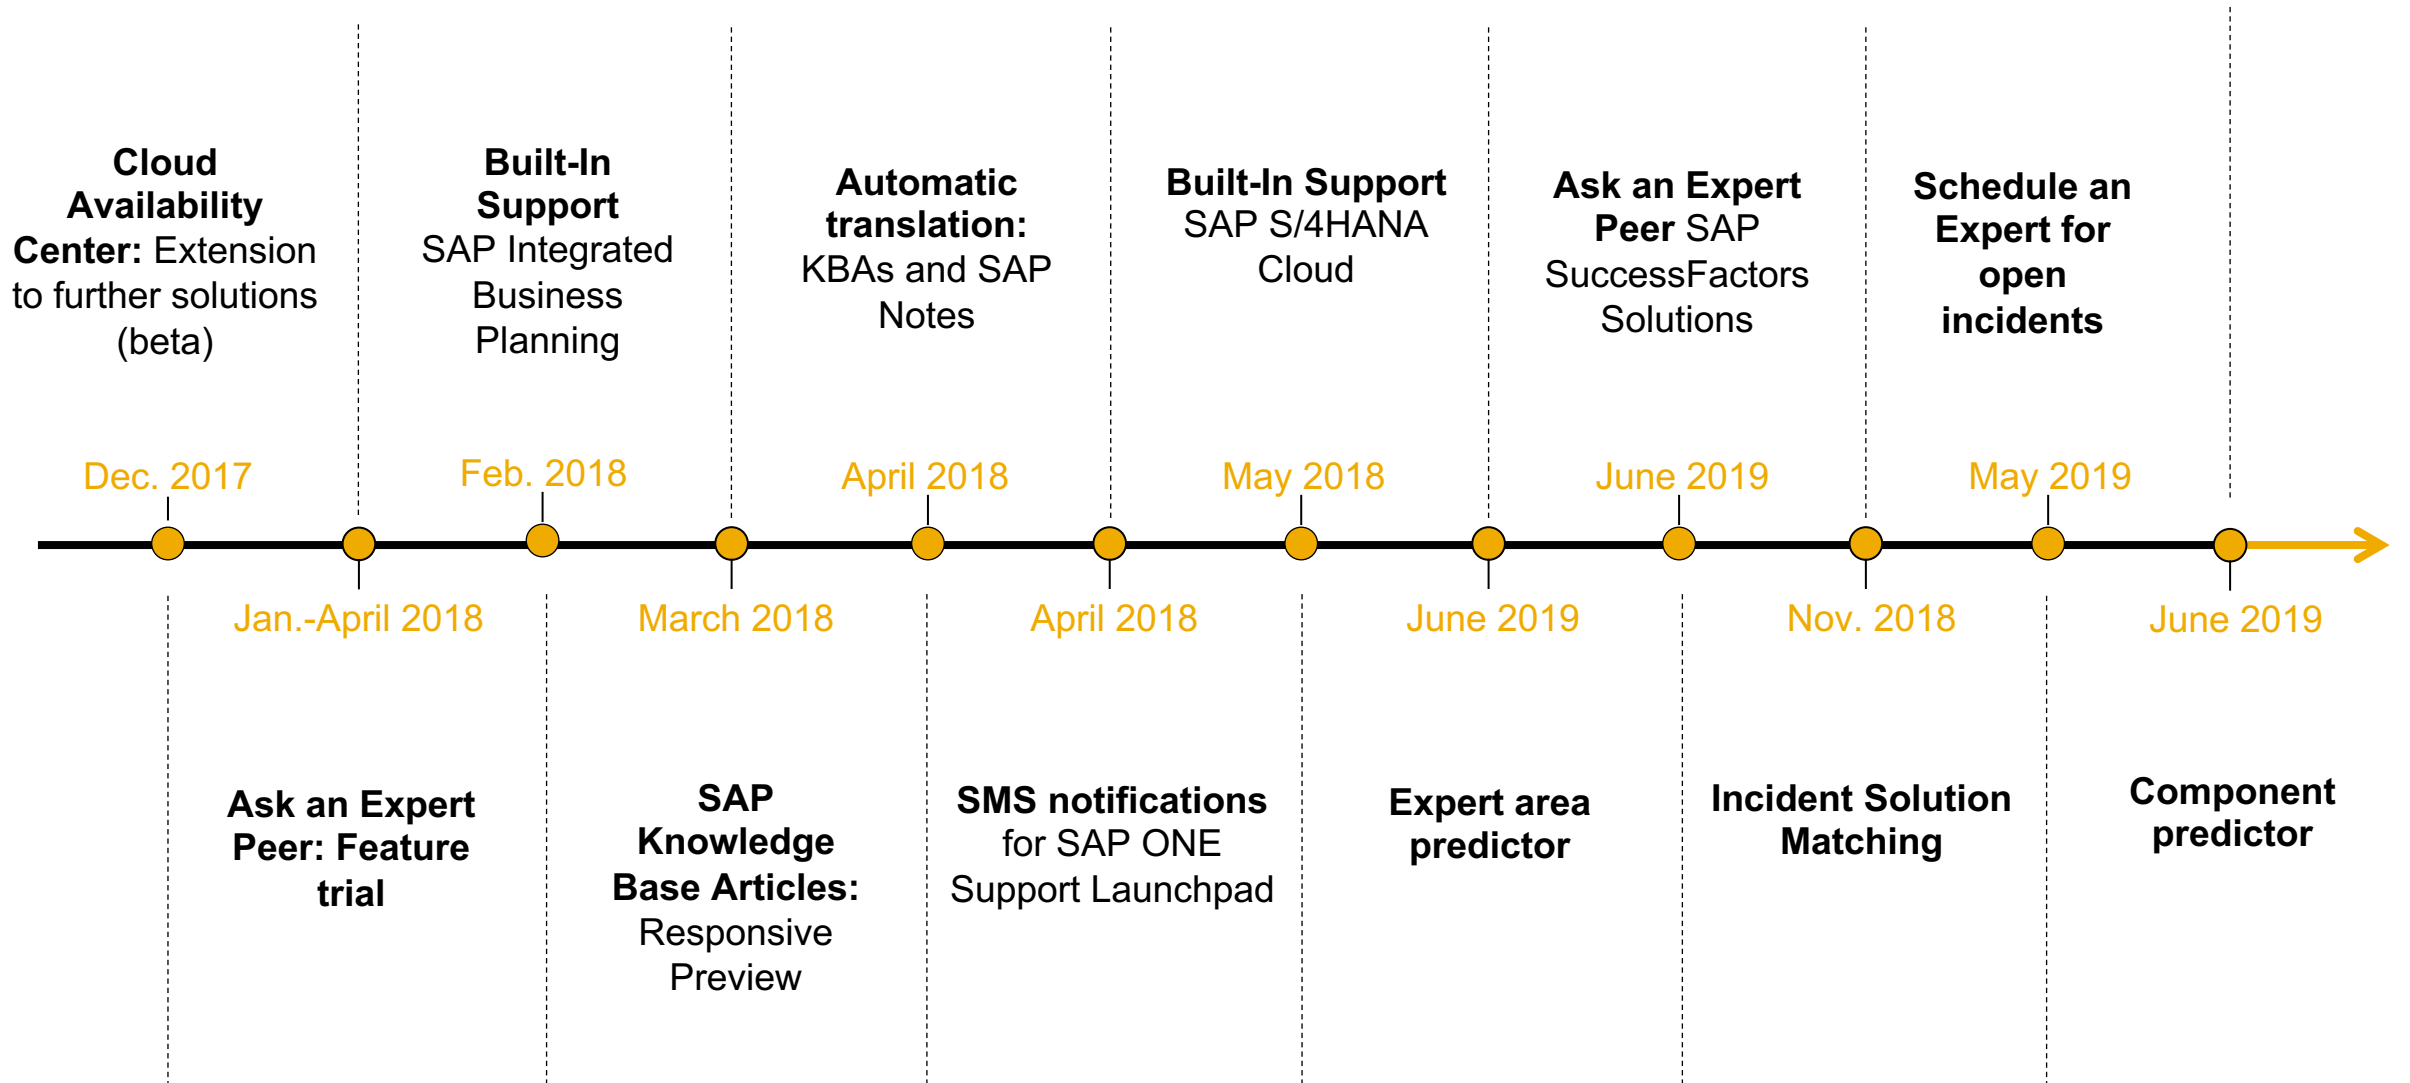 Cloud
Availability
Center: Extension
to further solutions
(beta)
Built-In
Support
SAP Integrated
Business
Planning
Automatic
translation:
KBAs and SAP
Notes
Built-In Support
SAP S/4HANA
Cloud
Ask an Expert
Peer SAP
SuccessFactors
Solutions
Schedule an
Expert for
open
incidents
Dec. 2017
Feb. 2018
April 2018
May 2018
June 2019
May 2019
Jan.-April 2018
March 2018
April 2018
June 2019
Nov. 2018
June 2019
Ask an Expert
Peer: Feature
trial
SAP
Knowledge
Base Articles:
Responsive
Preview
SMS notifications
for SAP ONE
Support Launchpad
Expert area
predictor
Incident Solution
Matching
Component
predictor